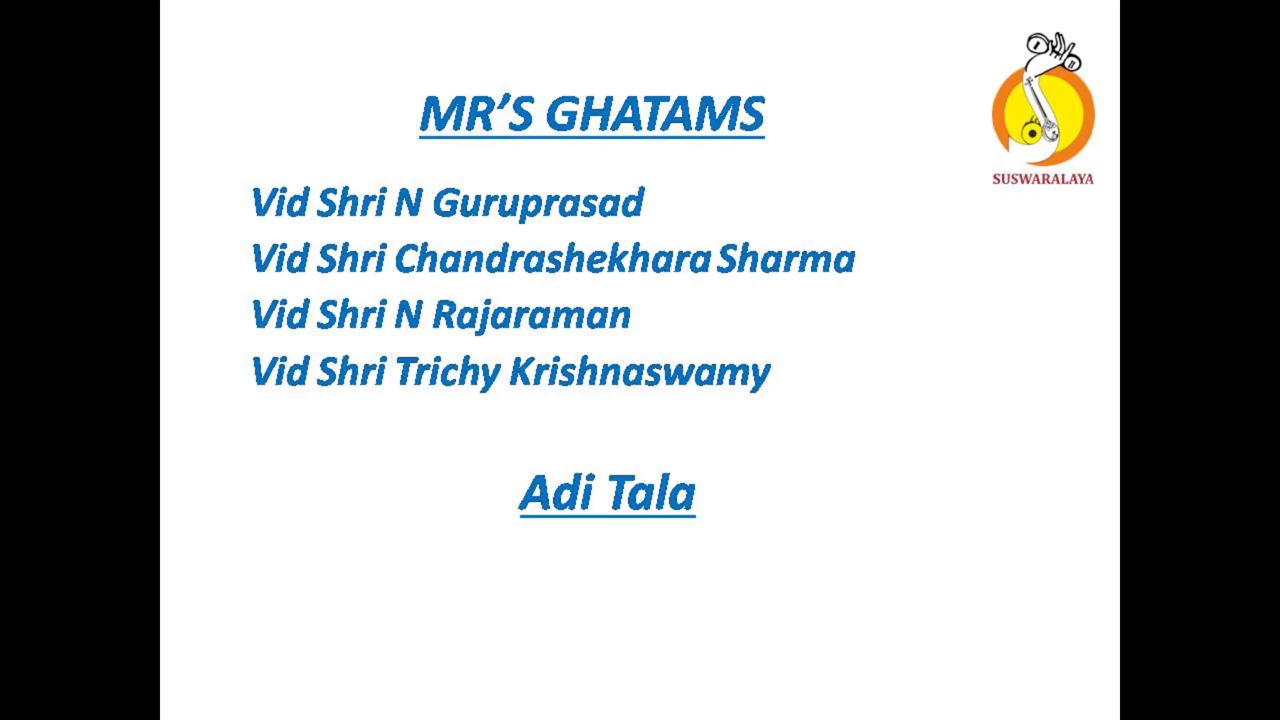 MR’S GHATAMS
SUSWARALAYA
Vid Shri N Guruprasad
Vid Shri Chandrashekhara Sharma
Vid Shri N Rajaraman
Vid Shri Trichy Krishnaswamy
Adi Tala